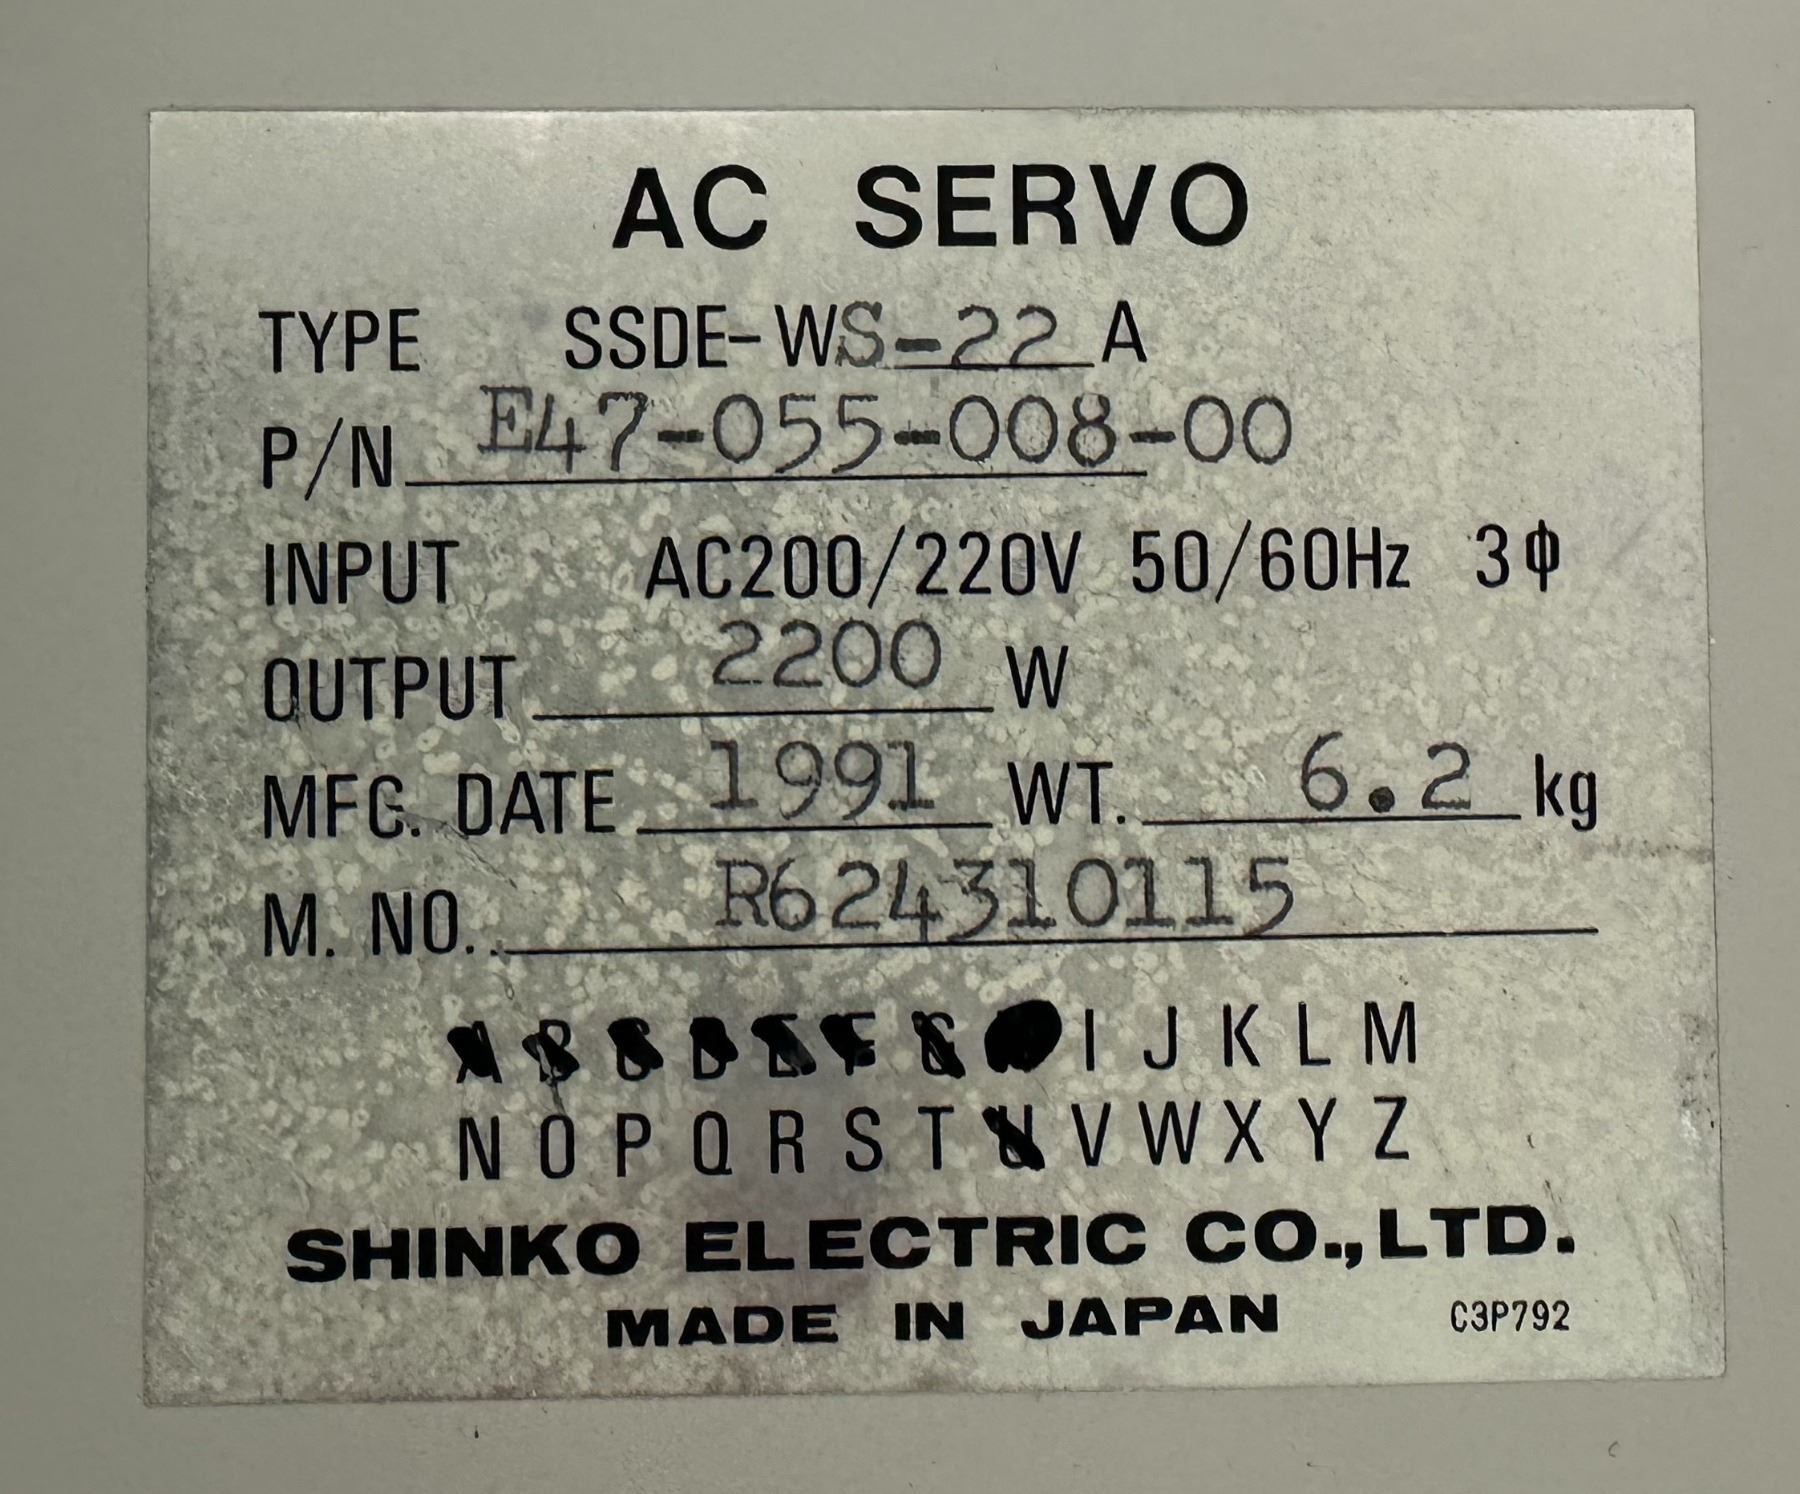 AC SERVO
TYPE SSDE-WS-22 A
P/N E47-055-008-00
INPUT AC200/220V 50/60Hz 3ϕ
OUTPUT 2200 W
MFG. DATE 1991 WT. 6.2 kg
M. NO. R624310115
A B C D E F G I J K L M
N O P Q R S T U V W X Y Z
SHINKO ELECTRIC CO.,LTD.
MADE IN JAPAN C3P792